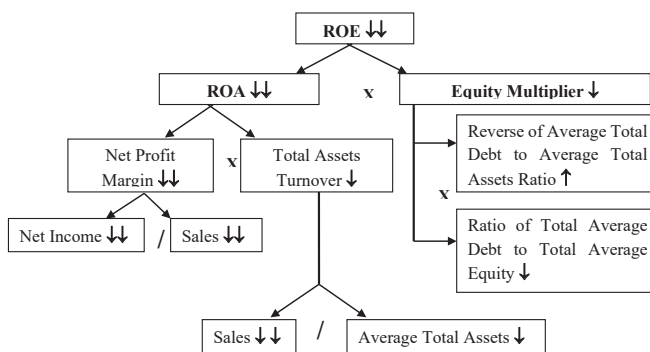 ROE ↓↓
ROA ↓↓
x
Equity Multiplier ↓
Net Profit
Margin ↓↓
x
Total Assets
Turnover ↓
Reverse of Average Total
Debt to Average Total
Assets Ratio ↑
x
Net Income ↓↓
/
Sales ↓↓
Ratio of Total Average
Debt to Total Average
Equity ↓
Sales ↓↓
/
Average Total Assets ↓